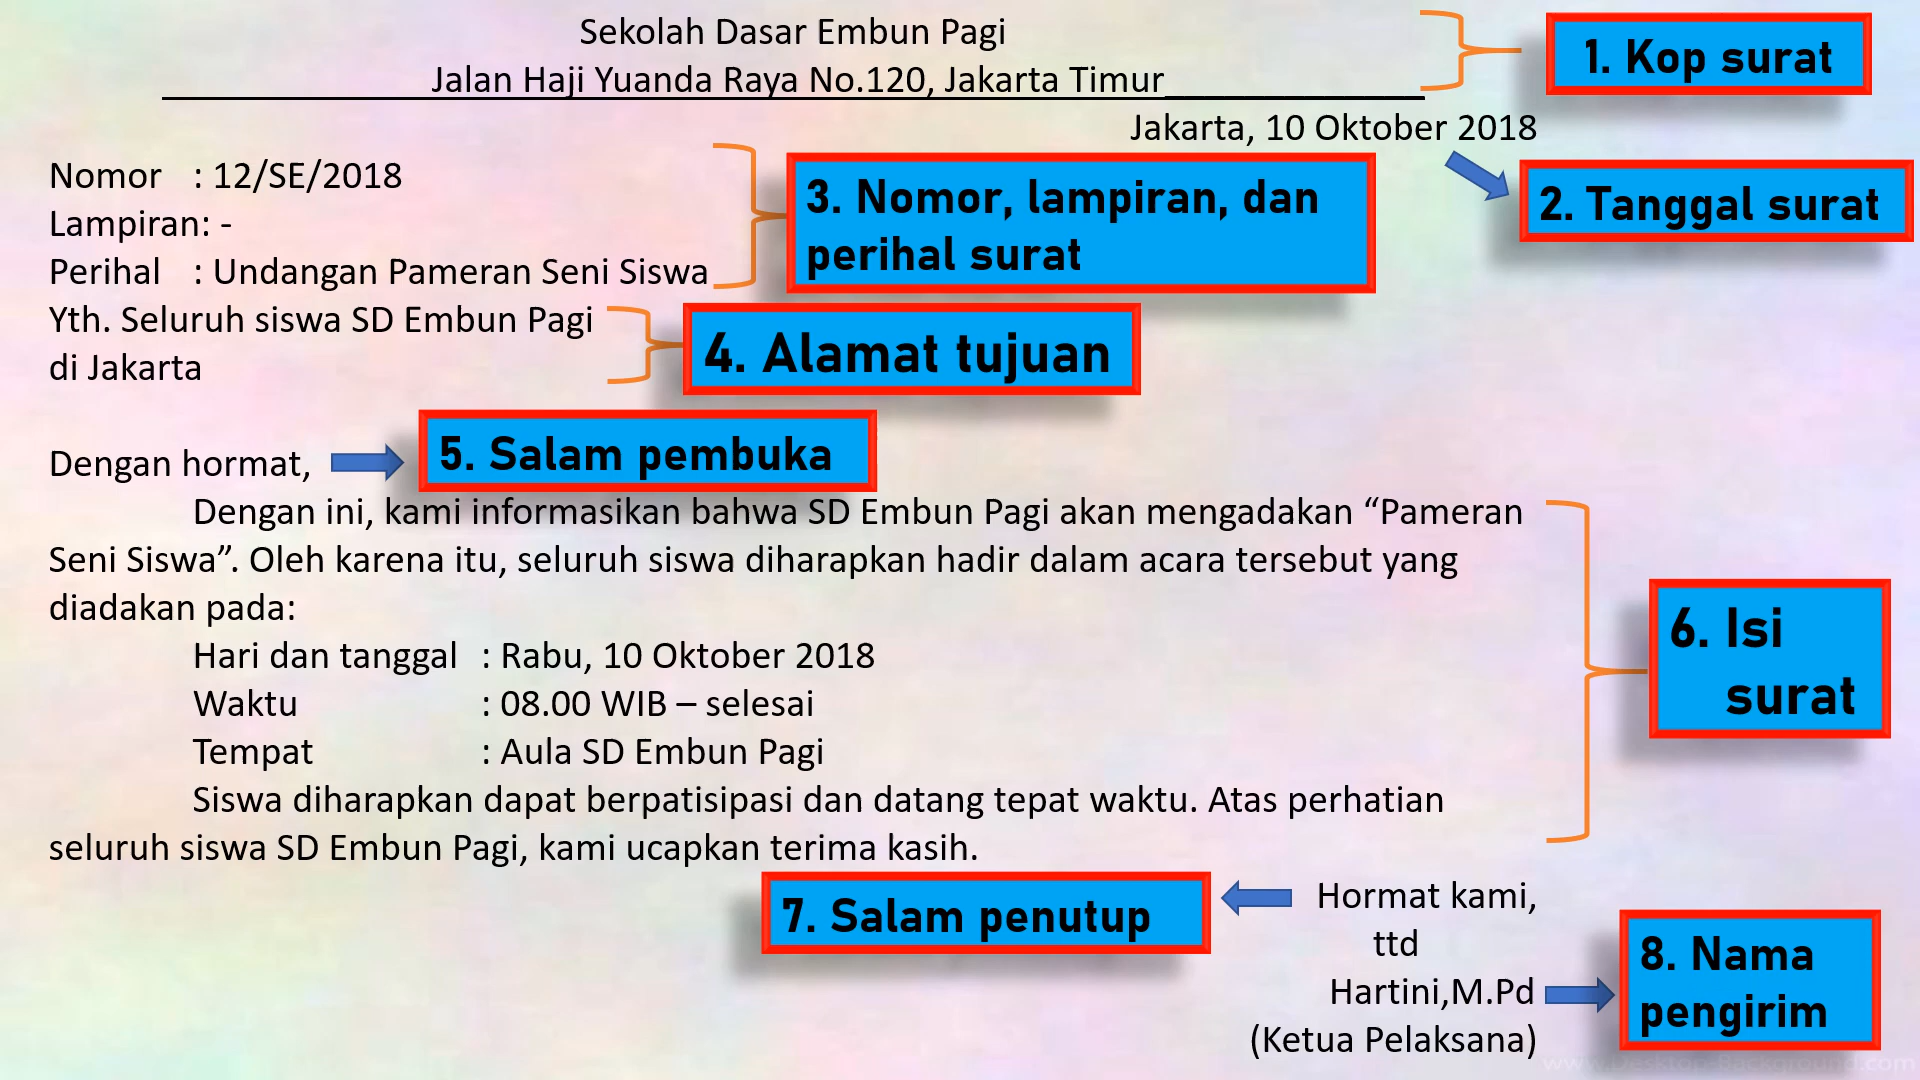 Sekolah Dasar Embun Pagi
Jalan Haji Yuanda Raya No.120, Jakarta Timur
1. Kop surat
Jakarta, 10 Oktober 2018
2. Tanggal surat
Nomor : 12/SE/2018
Lampiran: -
Perihal : Undangan Pameran Seni Siswa
3. Nomor, lampiran, dan
perihal surat
Yth. Seluruh siswa SD Embun Pagi
di Jakarta
4. Alamat tujuan
Dengan hormat,
5. Salam pembuka
Dengan ini, kami informasikan bahwa SD Embun Pagi akan mengadakan “Pameran
Seni Siswa”. Oleh karena itu, seluruh siswa diharapkan hadir dalam acara tersebut yang
diadakan pada:
Hari dan tanggal : Rabu, 10 Oktober 2018
Waktu : 08.00 WIB – selesai
Tempat : Aula SD Embun Pagi
Siswa diharapkan dapat berpatisipasi dan datang tepat waktu. Atas perhatian
seluruh siswa SD Embun Pagi, kami ucapkan terima kasih.
6. Isi
surat
7. Salam penutup
Hormat kami,
ttd
Hartini,M.Pd
(Ketua Pelaksana)
8. Nama
pengirim
www.Desktop-Background.com